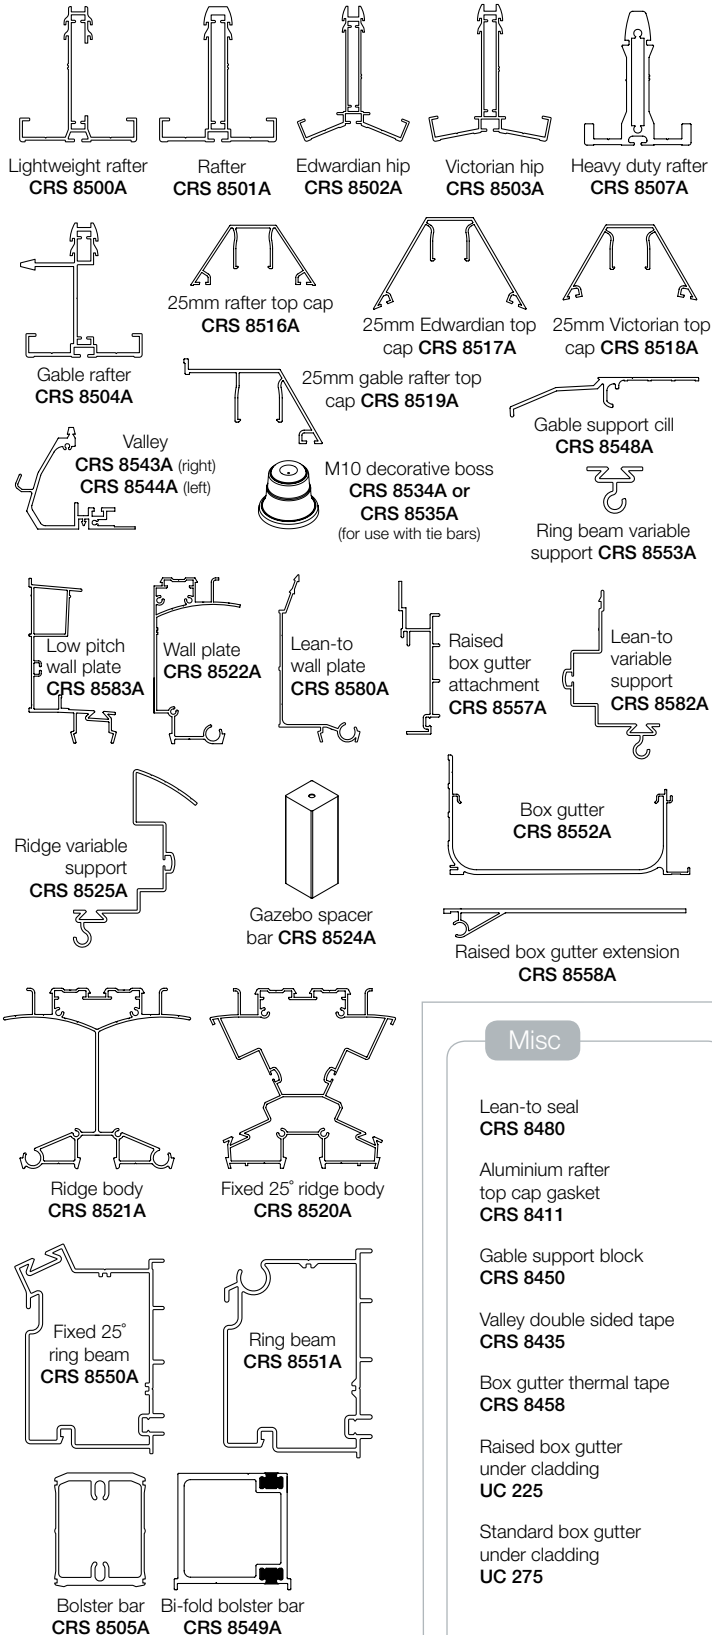 Lightweight rafter
CRS 8500A
Rafter
CRS 8501A
Edwardian hip
CRS 8502A
Victorian hip
CRS 8503A
Heavy duty rafter
CRS 8507A
Gable rafter
CRS 8504A
25mm rafter top cap
CRS 8516A
25mm Edwardian top
cap CRS 8517A
25mm Victorian top
cap CRS 8518A
25mm gable rafter top
cap CRS 8519A
Gable support cill
CRS 8548A
Valley
CRS 8543A (right)
CRS 8544A (left)
M10 decorative boss
CRS 8534A or
CRS 8535A
(for use with tie bars)
Ring beam variable
support CRS 8553A
Low pitch
wall plate
CRS 8583A
Wall plate
CRS 8522A
Lean-to
wall plate
CRS 8580A
Raised
box gutter
attachment
CRS 8557A
Lean-to
variable
support
CRS 8582A
Ridge variable
support
CRS 8525A
Gazebo spacer
bar CRS 8524A
Box gutter
CRS 8552A
Raised box gutter extension
CRS 8558A
Ridge body
CRS 8521A
Fixed 25° ridge body
CRS 8520A
Fixed 25°
ring beam
CRS 8550A
Ring beam
CRS 8551A
Bolster bar
CRS 8505A
Bi-fold bolster bar
CRS 8549A
Misc
Lean-to seal
CRS 8480
Aluminium rafter
top cap gasket
CRS 8411
Gable support block
CRS 8450
Valley double sided tape
CRS 8435
Box gutter thermal tape
CRS 8458
Raised box gutter
under cladding
UC 225
Standard box gutter
under cladding
UC 275